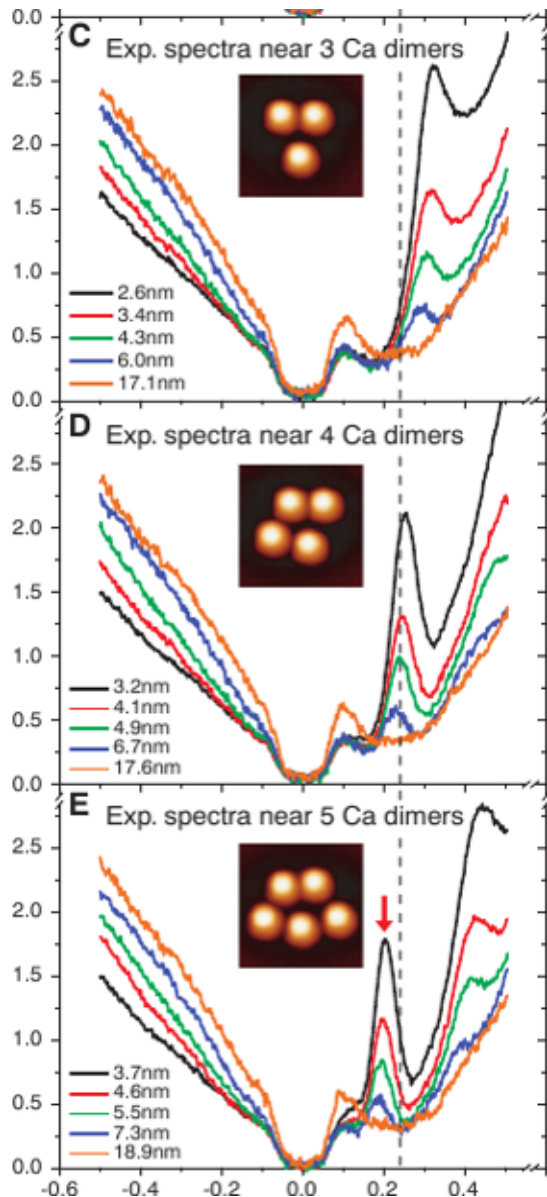 0.0
C
Exp. spectra near 3 Ca dimers
2.5
2.0
1.5
1.0
0.5
0.0
2.6nm
3.4nm
4.3nm
6.0nm
17.1nm
D
Exp. spectra near 4 Ca dimers
2.5
2.0
1.5
1.0
0.5
0.0
3.2nm
4.1nm
4.9nm
6.7nm
17.6nm
E
Exp. spectra near 5 Ca dimers
2.5
2.0
1.5
1.0
0.5
0.0
3.7nm
4.6nm
5.5nm
7.3nm
18.9nm
-0.6 -0.4 -0.2 0.0 0.2 0.4